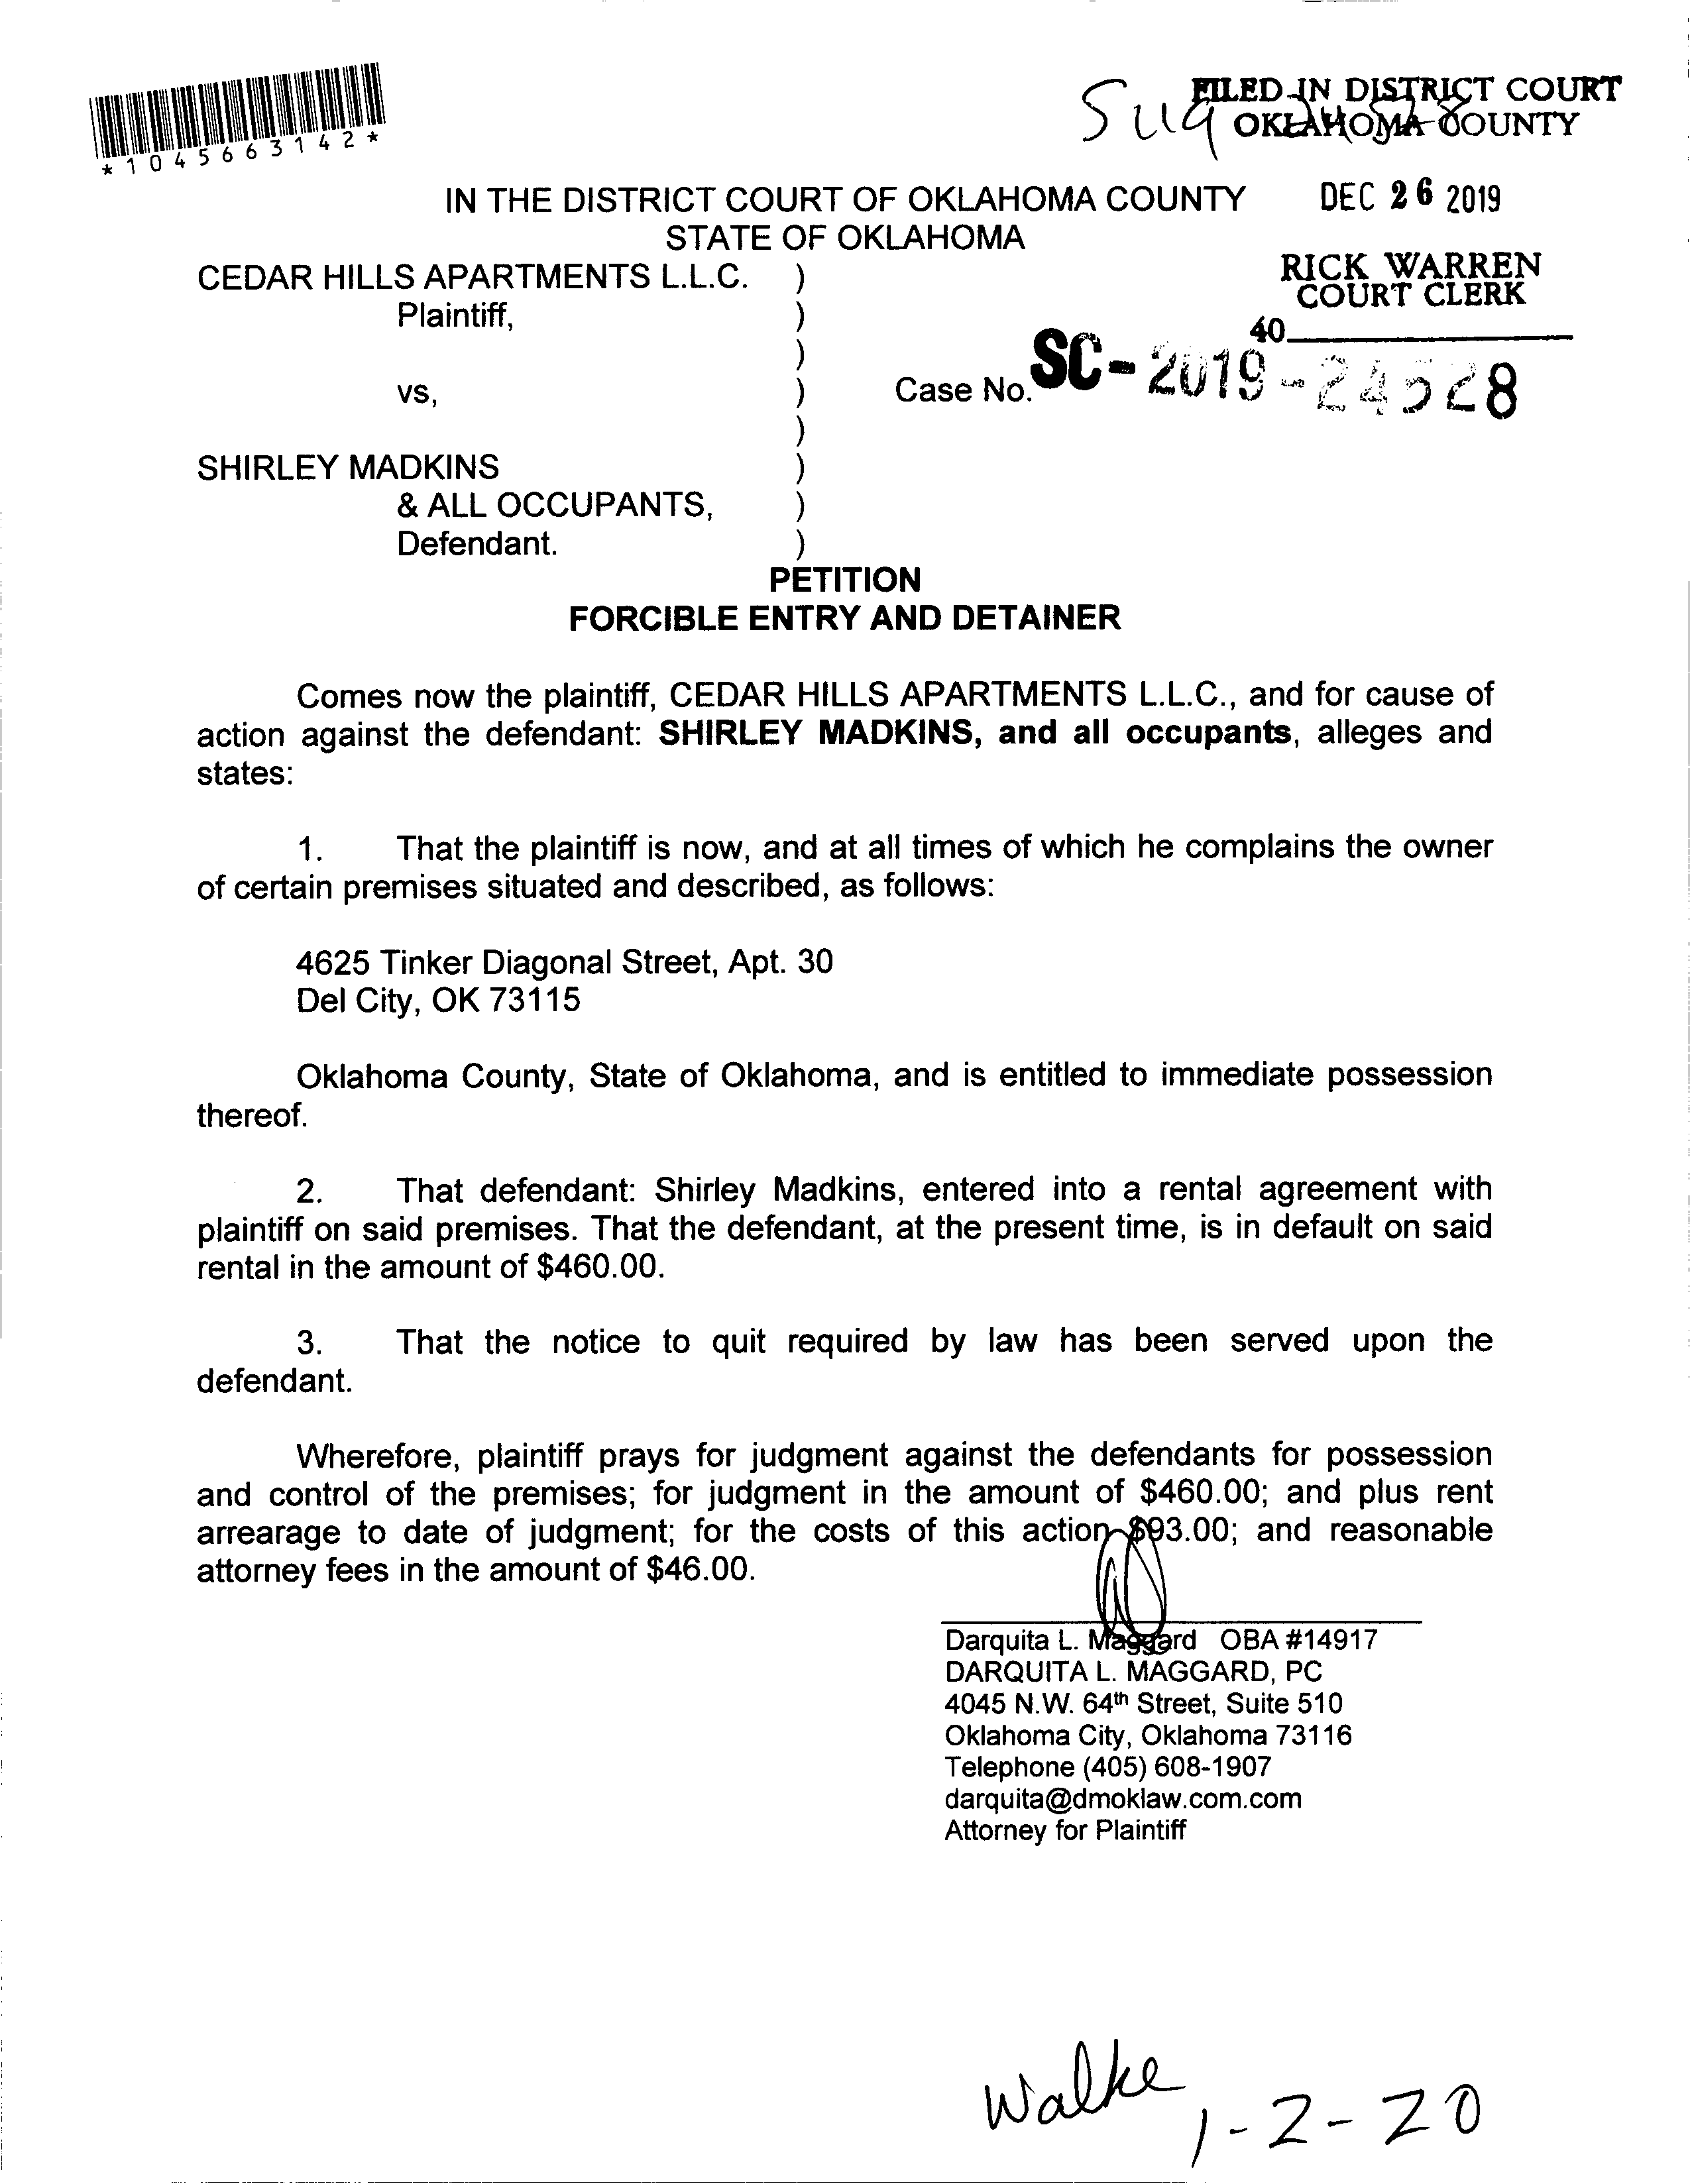 *1045663142*
FILED IN DISTRICT COURT
OKLAHOMA COUNTY
IN THE DISTRICT COURT OF OKLAHOMA COUNTY
DEC 26 2019
STATE OF OKLAHOMA
RICK WARREN
COURT CLERK
40
CEDAR HILLS APARTMENTS L.L.C. )
Plaintiff, )
)
vs, ) Case No. SC-2019-24528
)
SHIRLEY MADKINS )
& ALL OCCUPANTS, )
Defendant. )
PETITION
FORCIBLE ENTRY AND DETAINER
Comes now the plaintiff, CEDAR HILLS APARTMENTS L.L.C., and for cause of
action against the defendant: SHIRLEY MADKINS, and all occupants, alleges and
states:
1. That the plaintiff is now, and at all times of which he complains the owner
of certain premises situated and described, as follows:
4625 Tinker Diagonal Street, Apt. 30
Del City, OK 73115
Oklahoma County, State of Oklahoma, and is entitled to immediate possession
thereof.
2. That defendant: Shirley Madkins, entered into a rental agreement with
plaintiff on said premises. That the defendant, at the present time, is in default on said
rental in the amount of $460.00.
3. That the notice to quit required by law has been served upon the
defendant.
Wherefore, plaintiff prays for judgment against the defendants for possession
and control of the premises; for judgment in the amount of $460.00; and plus rent
arrearage to date of judgment; for the costs of this action $93.00; and reasonable
attorney fees in the amount of $46.00.
Darquita L. Maggard OBA #14917
DARQUITA L. MAGGARD, PC
4045 N.W. 64th Street, Suite 510
Oklahoma City, Oklahoma 73116
Telephone (405) 608-1907
darquita@dmoklaw.com.com
Attorney for Plaintiff
Walke
1-2-20